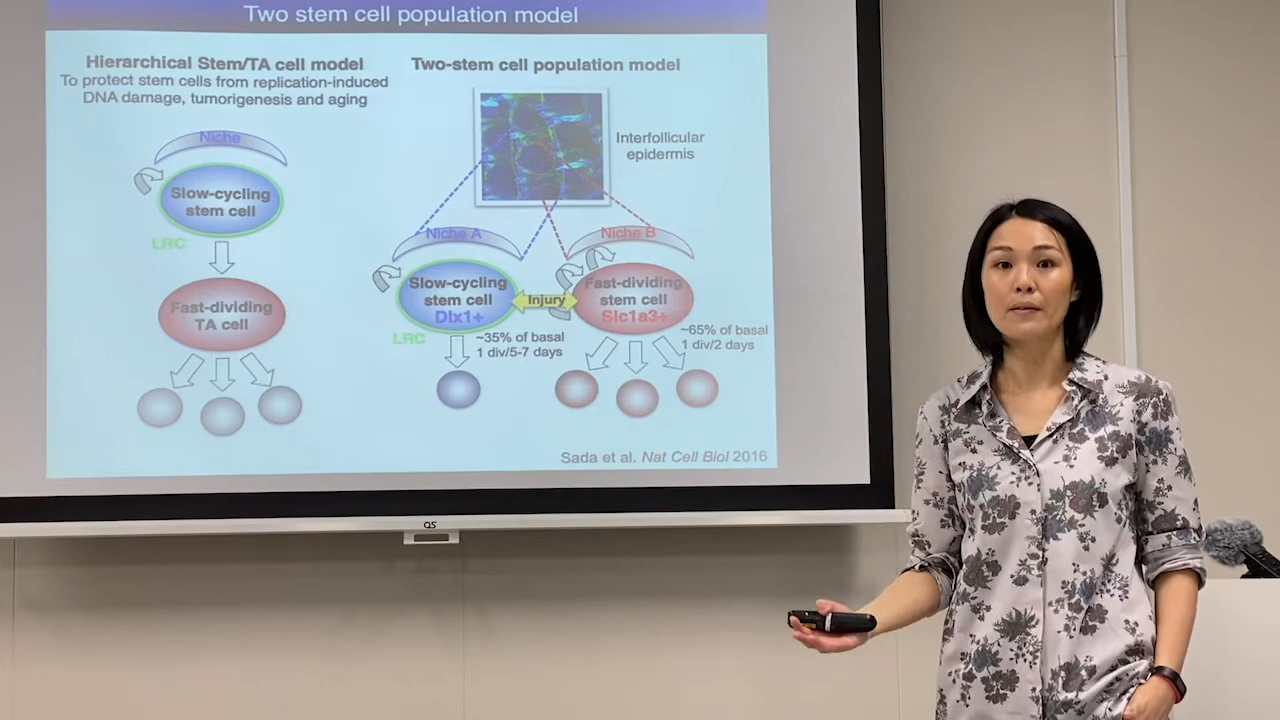 Two stem cell population model
Hierarchical Stem/TA cell model
To protect stem cells from replication-induced
DNA damage, tumorigenesis and aging
Niche
Slow-cycling
stem cell
LRC
Fast-dividing
TA cell
Two-stem cell population model
Interfollicular
epidermis
Niche A
Niche B
Slow-cycling
stem cell
Dlx1+
Injury
Fast-dividing
stem cell
Slc1a3+
LRC
~35% of basal
1 div/5-7 days
~65% of basal
1 div/2 days
Sada et al. Nat Cell Biol 2016
OS